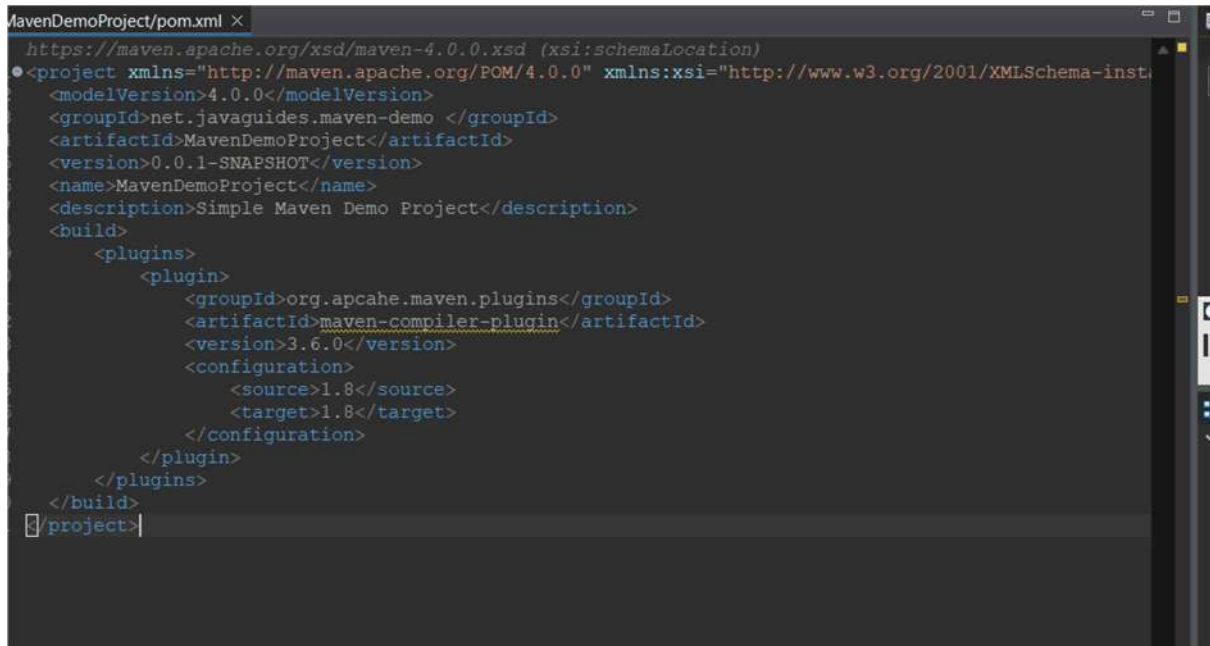 MavenDemoProject/pom.xml
https://maven.apache.org/xsd/maven-4.0.0.xsd (xsi:schemaLocation)
<project xmlns="http://maven.apache.org/POM/4.0.0" xmlns:xsi="http://www.w3.org/2001/XMLSchema-insta
<modelVersion>4.0.0</modelVersion>
<groupId>net.javaguides.maven-demo </groupId>
<artifactId>MavenDemoProject</artifactId>
<version>0.0.1-SNAPSHOT</version>
<name>MavenDemoProject</name>
<description>Simple Maven Demo Project</description>
<build>
<plugins>
<plugin>
<groupId>org.apcahe.maven.plugins</groupId>
<artifactId>maven-compiler-plugin</artifactId>
<version>3.6.0</version>
<configuration>
<source>1.8</source>
<target>1.8</target>
</configuration>
</plugin>
</plugins>
</build>
</project>